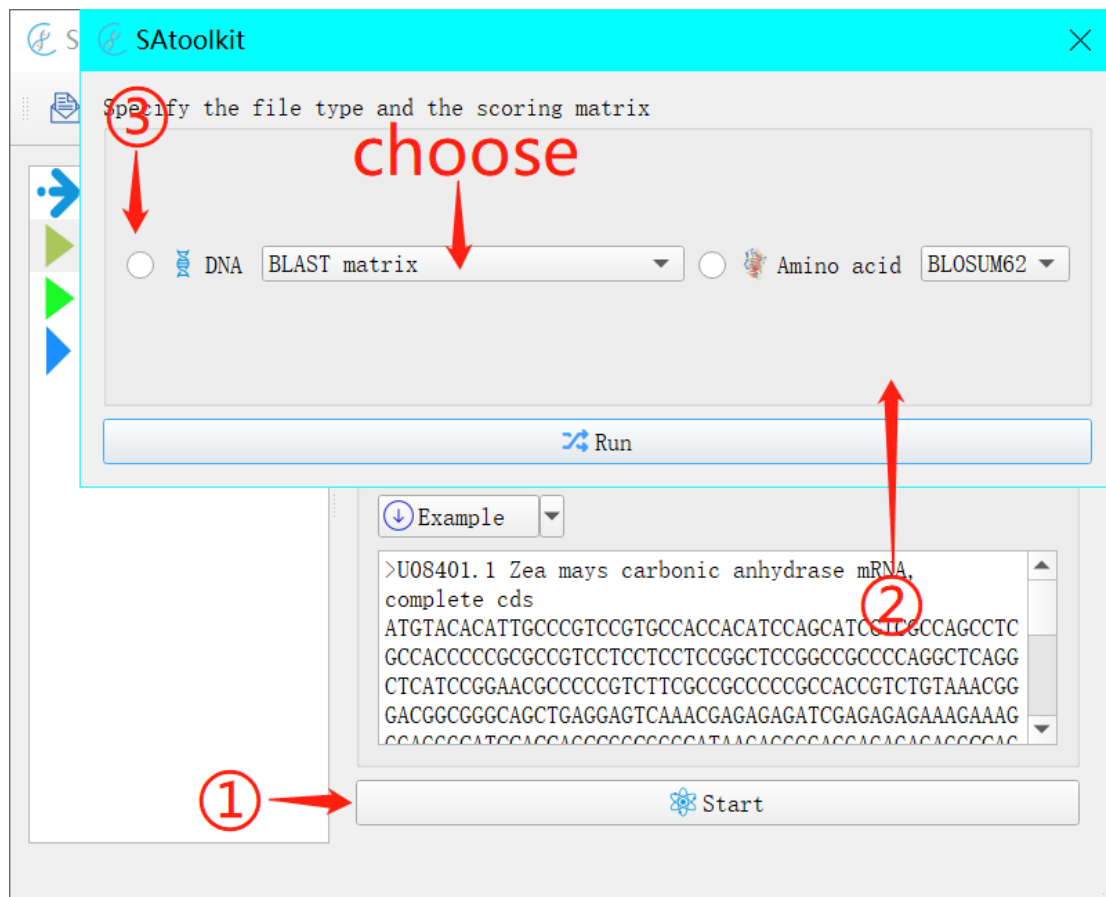 S
SAtoolkit
Specify the file type and the scoring matrix
③
choose
DNA BLAST matrix Amino acid BLOSUM62
Run
Example
>U08401.1 Zea mays carbonic anhydrase mRNA,
complete cds
②
ATGTACACATTGCCCGTCCGTGCCACCACATCCAGCATCGTCGCCAGCCTC
GCCACCCCCGCGCCGTCCTCCTCCTCCGGCTCCGGCCGCCCCAGGCTCAGG
CTCATCCGGAACGCCCCCGTCTTCGCCGCCCCCGCCACCGTCTGTAAACGG
GACGGCGGGCAGCTGAGGAGTCAAACGAGAGAGATCGAGAGAGAAAGAAAG
① Start